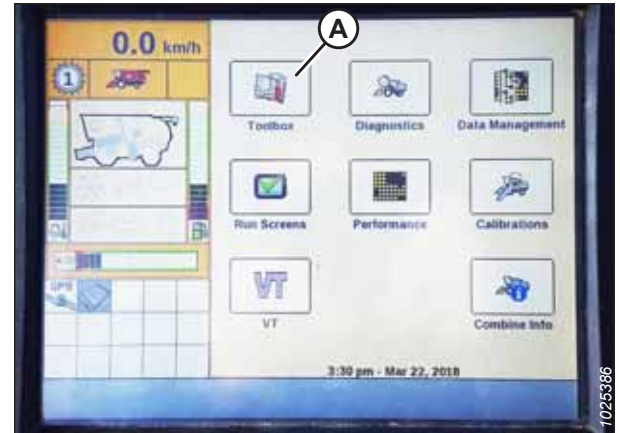 A
0.0 km/h
1
Toolbox
Diagnostics
Data Management
Run Screens
Performance
Calibrations
GPS
VT
VT
Combine Info
3:30 pm - Mar 22, 2018
1025386